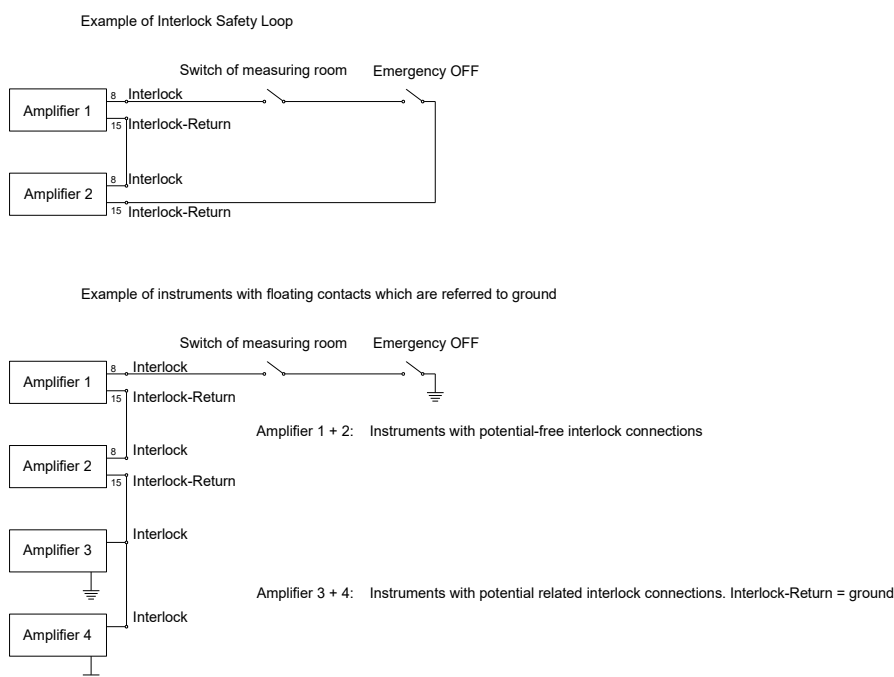 Example of Interlock Safety Loop
Switch of measuring room Emergency OFF
8 Interlock
Amplifier 1
15 Interlock-Return
8 Interlock
Amplifier 2
15 Interlock-Return
Example of instruments with floating contacts which are referred to ground
Switch of measuring room Emergency OFF
8 Interlock
Amplifier 1
15 Interlock-Return
Amplifier 1 + 2: Instruments with potential-free interlock connections
8 Interlock
Amplifier 2
15 Interlock-Return
Interlock
Amplifier 3
Amplifier 3 + 4: Instruments with potential related interlock connections. Interlock-Return = ground
Interlock
Amplifier 4